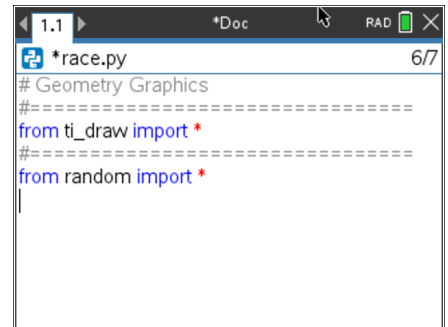 1.1
*Doc
RAD
*race.py
6/7
# Geometry Graphics
#================================
from ti_draw import *
#================================
from random import *